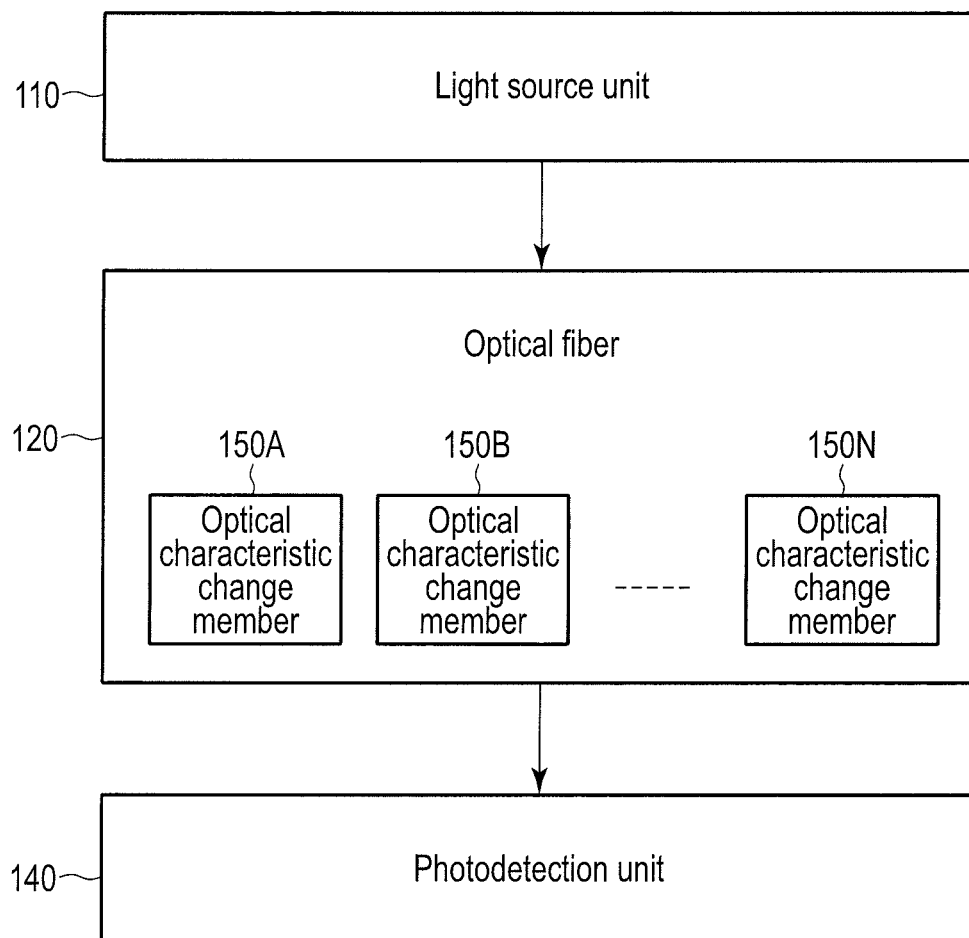 110
Light source unit
Optical fiber
120
150A
150B
150N
Optical
characteristic
change
member
Optical
characteristic
change
member
Optical
characteristic
change
member
140
Photodetection unit